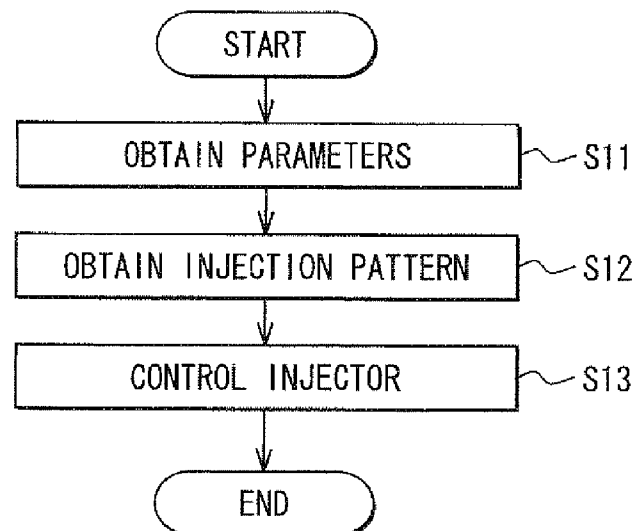 START
OBTAIN PARAMETERS
S11
OBTAIN INJECTION PATTERN
S12
CONTROL INJECTOR
S13
END